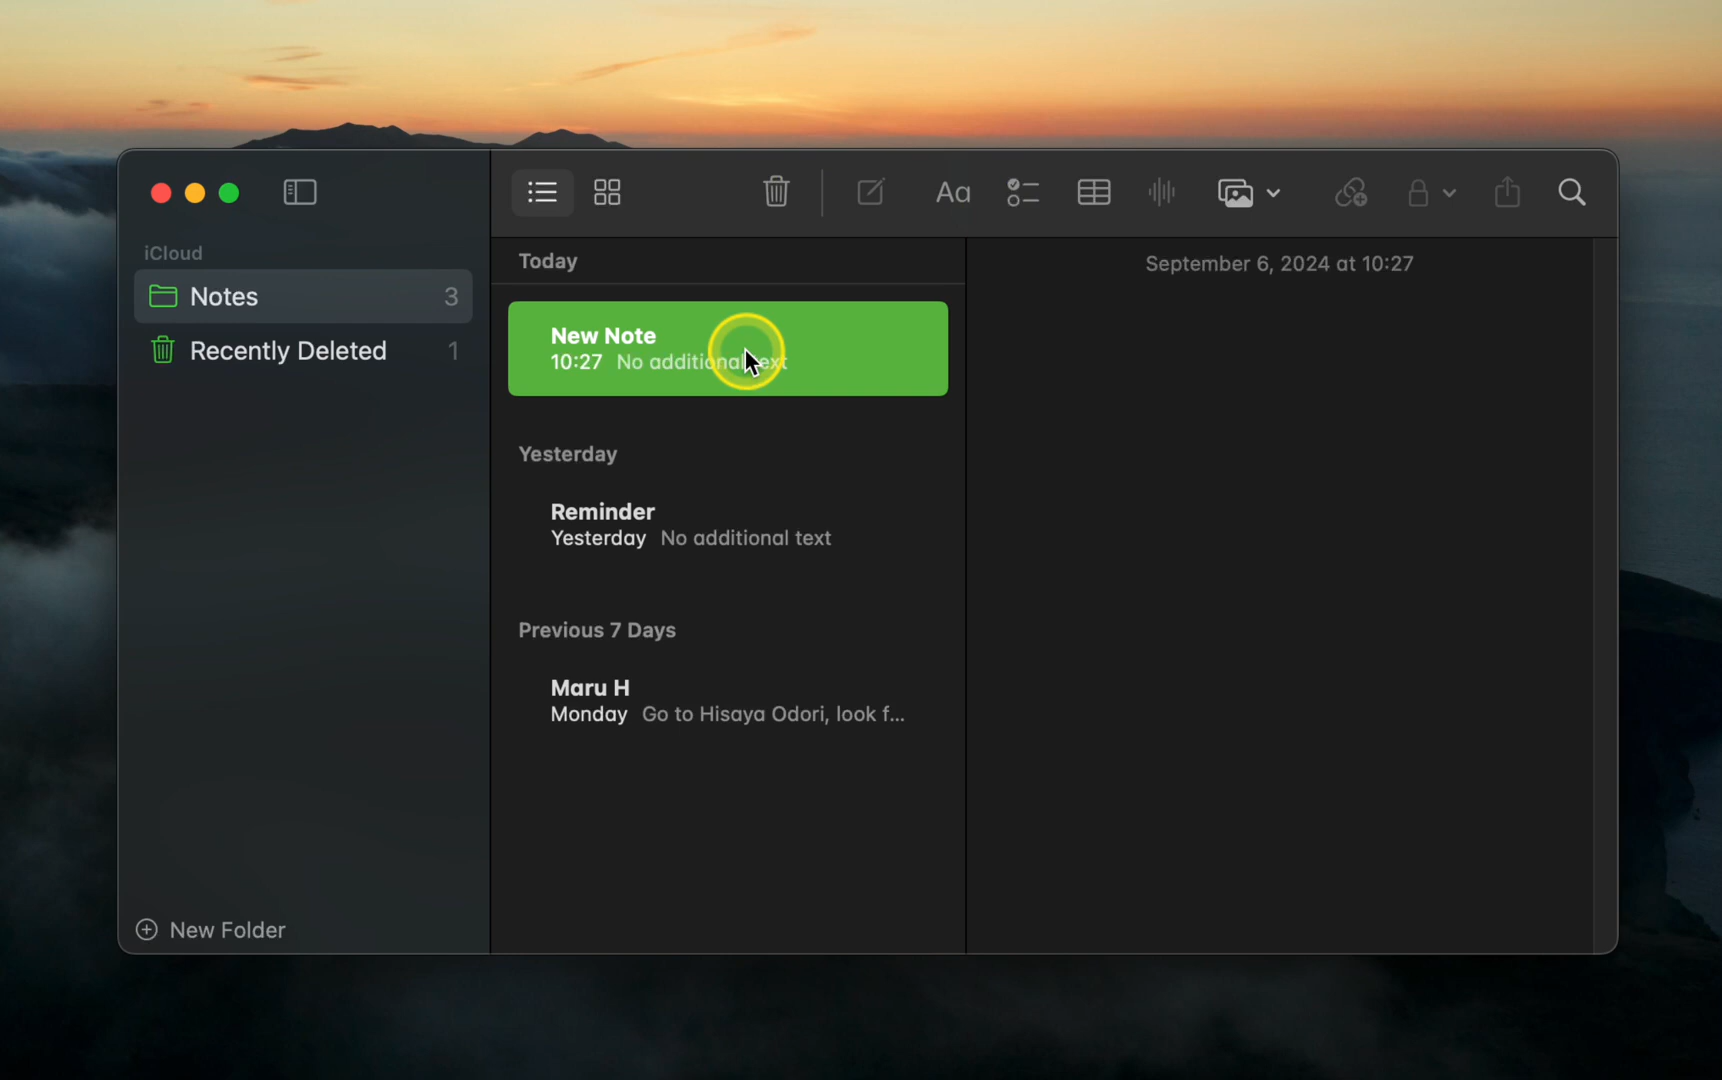 iCloud
Notes 3
Recently Deleted 1
New Folder
Aa
Today
New Note
10:27 No additional text
Yesterday
Reminder
Yesterday No additional text
Previous 7 Days
Maru H
Monday Go to Hisaya Odori, look f...
September 6, 2024 at 10:27